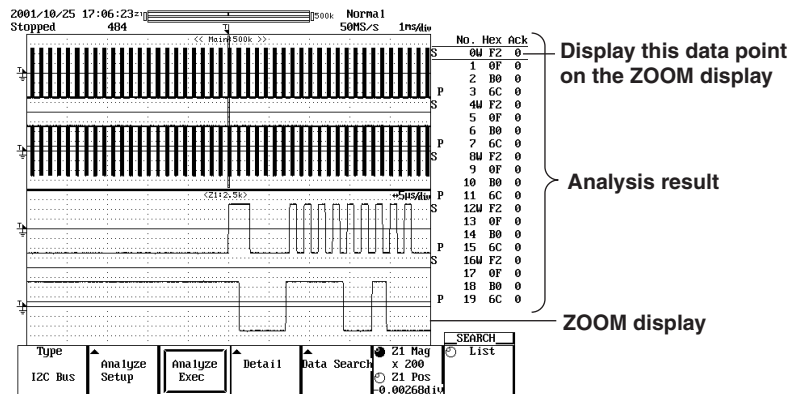 2001/10/25 17:06:23 Z1 500k Normal
Stopped 484 50MS/s 1ms/div
<< Main:500k >>
No. Hex Ack
S 0W F2 0
1 0F 0
2 B0 0
P 3 6C 0
S 4W F2 0
5 0F 0
6 B0 0
P 7 6C 0
S 8W F2 0
9 0F 0
10 B0 0
P 11 6C 0
S 12W F2 0
13 0F 0
14 B0 0
P 15 6C 0
S 16W F2 0
17 0F 0
18 B0 0
P 19 6C 0
Display this data point
on the ZOOM display
Analysis result
<Z1:2.5k>
5µs/div
ZOOM display
Type
I2C Bus
Analyze
Setup
Analyze
Exec
Detail
Data Search
Z1 Mag
x 200
Z1 Pos
-0.00268div
SEARCH
List